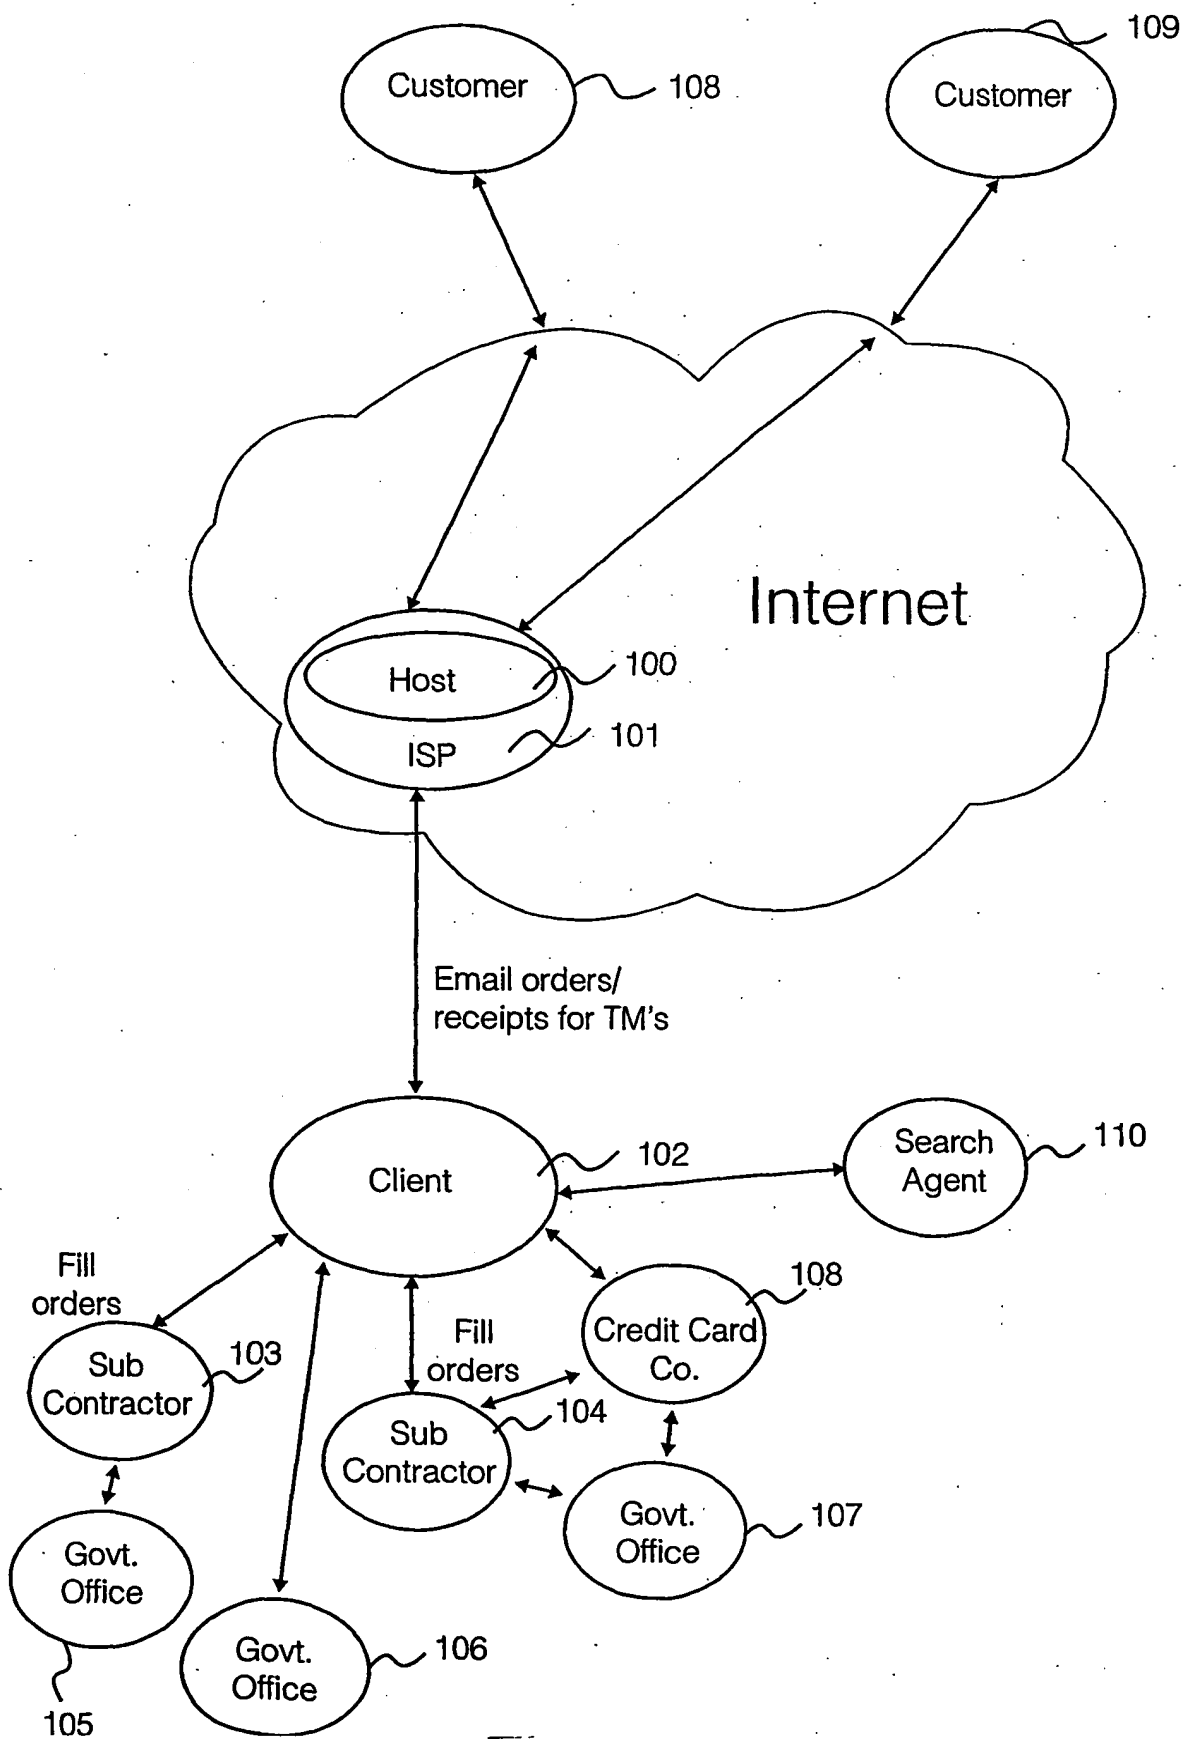 109
Customer
108
Customer
Internet
Host
100
ISP
101
Email orders/
receipts for TM's
Client
102
Search
Agent
110
Fill
orders
Sub
Contractor
103
Fill
orders
Credit Card
Co.
108
Sub
Contractor
104
Govt.
Office
107
Govt.
Office
105
Govt.
Office
106